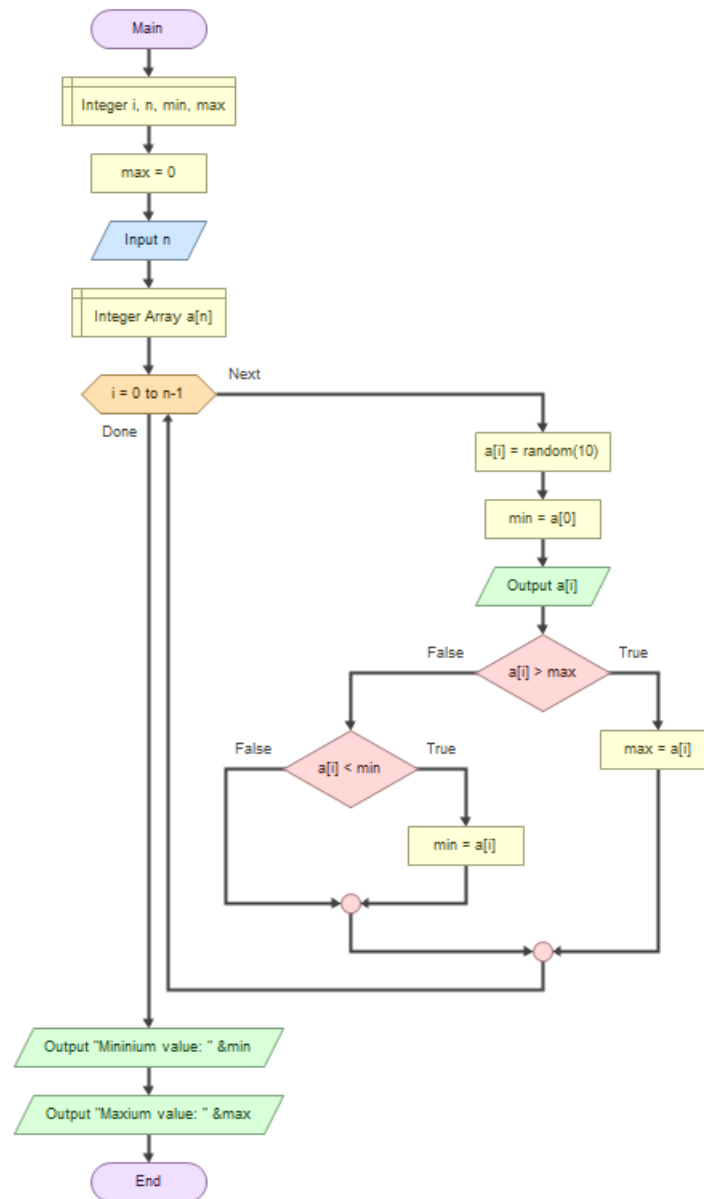 Main
Integer i, n, min, max
max = 0
Input n
Integer Array a[n]
i = 0 to n-1
Next
Done
a[i] = random(10)
min = a[0]
Output a[i]
a[i] > max
False
True
max = a[i]
a[i] < min
False
True
min = a[i]
Output "Mininium value: " &min
Output "Maxium value: " &max
End